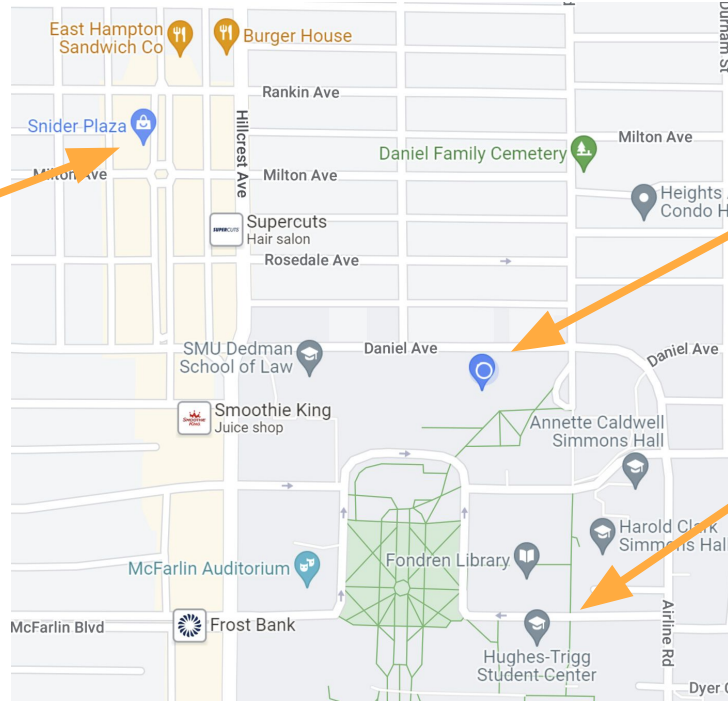 East Hampton
Sandwich Co
Burger House
Durham St
Rankin Ave
Snider Plaza
Hillcrest Ave
Milton Ave
Daniel Family Cemetery
Milton Ave
Milton Ave
Heights
Condo H
SUPERCUTS
Supercuts
Hair salon
Rosedale Ave
SMU Dedman
School of Law
Daniel Ave
Daniel Ave
SMOOTHIE
KING
Smoothie King
Juice shop
Annette Caldwell
Simmons Hall
Harold Clark
Simmons Hal
McFarlin Auditorium
Fondren Library
Airline Rd
McFarlin Blvd
Frost Bank
Hughes-Trigg
Student Center
Dyer